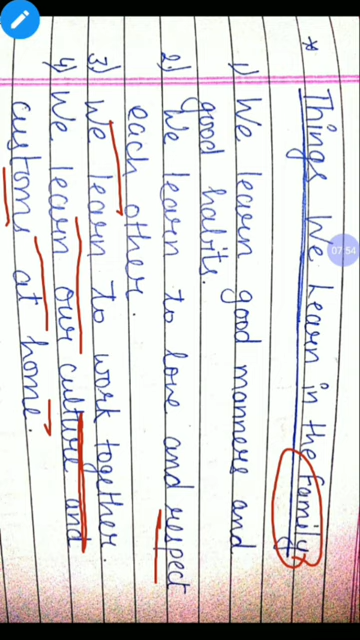 * Things We Learn in the family
1) We learn good manners and
good habits.
2) We learn to love and respect
each other.
3) We learn to work together.
4) We learn our culture and
customs at home.
07:54